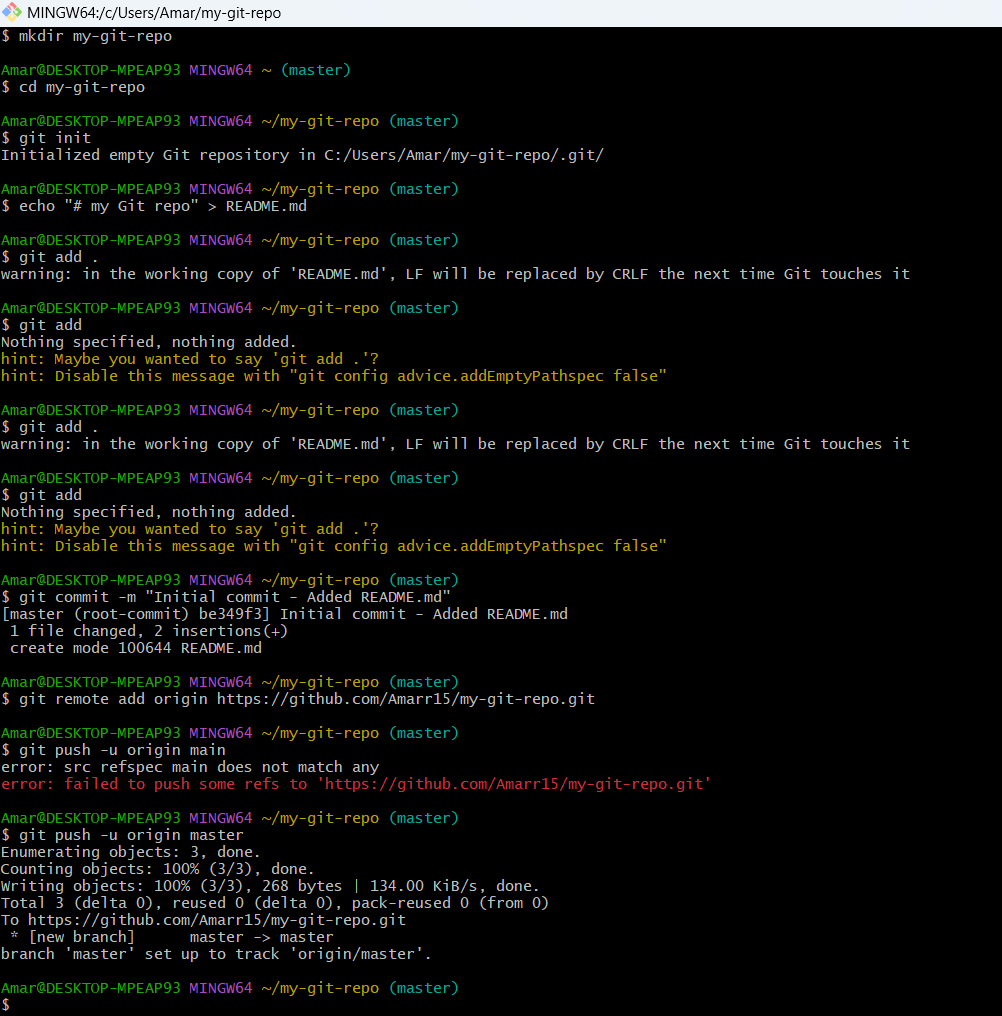 MINGW64:/c/Users/Amar/my-git-repo
$ mkdir my-git-repo
Amar@DESKTOP-MPEAP93 MINGW64 ~ (master)
$ cd my-git-repo
Amar@DESKTOP-MPEAP93 MINGW64 ~/my-git-repo (master)
$ git init
Initialized empty Git repository in C:/Users/Amar/my-git-repo/.git/
Amar@DESKTOP-MPEAP93 MINGW64 ~/my-git-repo (master)
$ echo "# my Git repo" > README.md
Amar@DESKTOP-MPEAP93 MINGW64 ~/my-git-repo (master)
$ git add .
warning: in the working copy of 'README.md', LF will be replaced by CRLF the next time Git touches it
Amar@DESKTOP-MPEAP93 MINGW64 ~/my-git-repo (master)
$ git add
Nothing specified, nothing added.
hint: Maybe you wanted to say 'git add .'?
hint: Disable this message with "git config advice.addEmptyPathspec false"
Amar@DESKTOP-MPEAP93 MINGW64 ~/my-git-repo (master)
$ git add .
warning: in the working copy of 'README.md', LF will be replaced by CRLF the next time Git touches it
Amar@DESKTOP-MPEAP93 MINGW64 ~/my-git-repo (master)
$ git add
Nothing specified, nothing added.
hint: Maybe you wanted to say 'git add .'?
hint: Disable this message with "git config advice.addEmptyPathspec false"
Amar@DESKTOP-MPEAP93 MINGW64 ~/my-git-repo (master)
$ git commit -m "Initial commit - Added README.md"
[master (root-commit) be349f3] Initial commit - Added README.md
1 file changed, 2 insertions(+)
create mode 100644 README.md
Amar@DESKTOP-MPEAP93 MINGW64 ~/my-git-repo (master)
$ git remote add origin https://github.com/Amarr15/my-git-repo.git
Amar@DESKTOP-MPEAP93 MINGW64 ~/my-git-repo (master)
$ git push -u origin main
error: src refspec main does not match any
error: failed to push some refs to 'https://github.com/Amarr15/my-git-repo.git'
Amar@DESKTOP-MPEAP93 MINGW64 ~/my-git-repo (master)
$ git push -u origin master
Enumerating objects: 3, done.
Counting objects: 100% (3/3), done.
Writing objects: 100% (3/3), 268 bytes | 134.00 KiB/s, done.
Total 3 (delta 0), reused 0 (delta 0), pack-reused 0 (from 0)
To https://github.com/Amarr15/my-git-repo.git
* [new branch]      master -> master
branch 'master' set up to track 'origin/master'.
Amar@DESKTOP-MPEAP93 MINGW64 ~/my-git-repo (master)
$